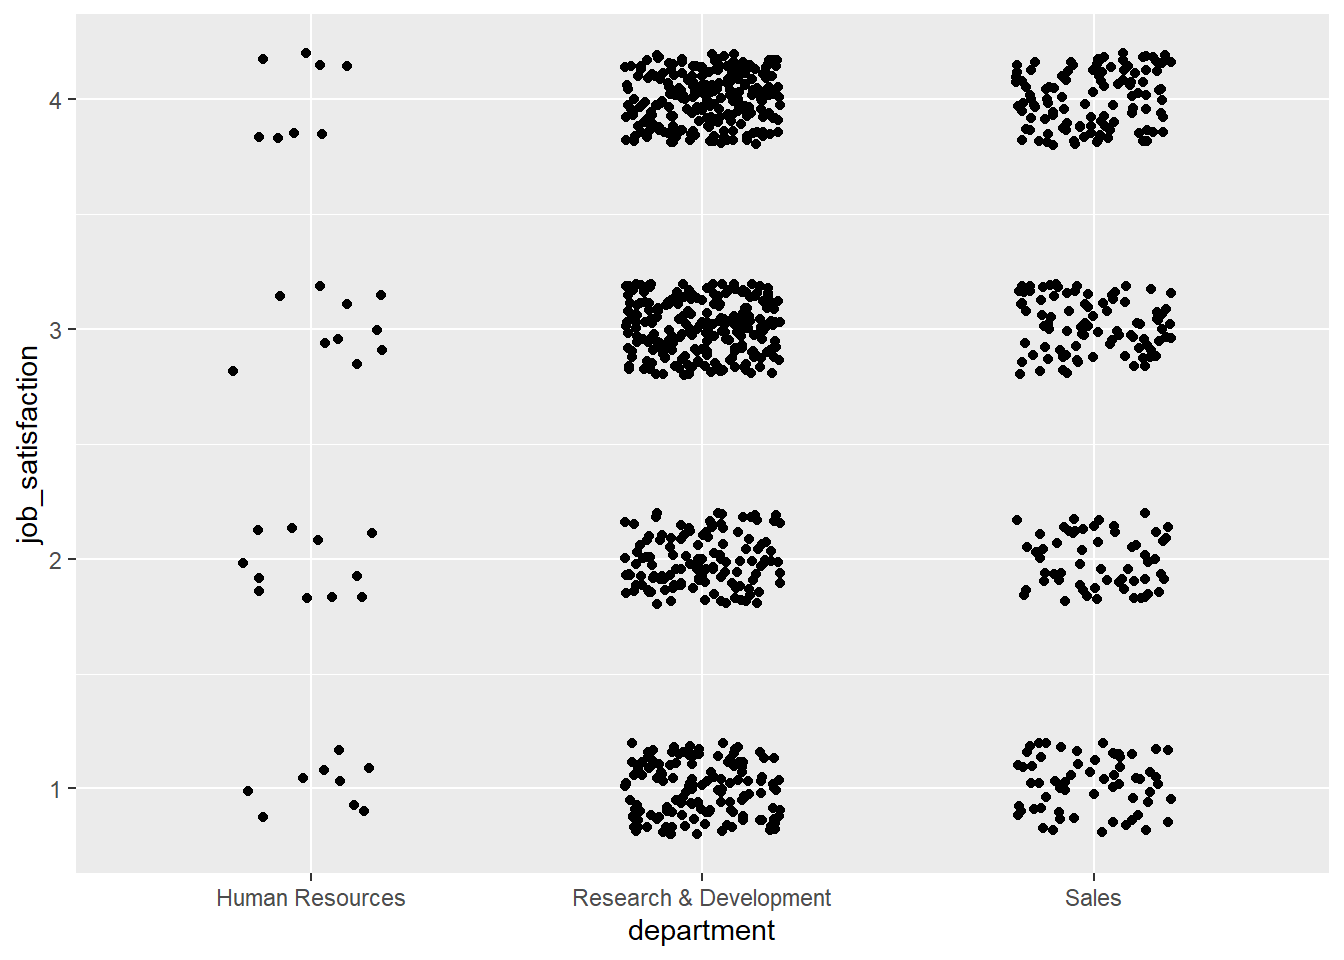 job_satisfaction
4
3
2
1
Human Resources
Research & Development
Sales
department